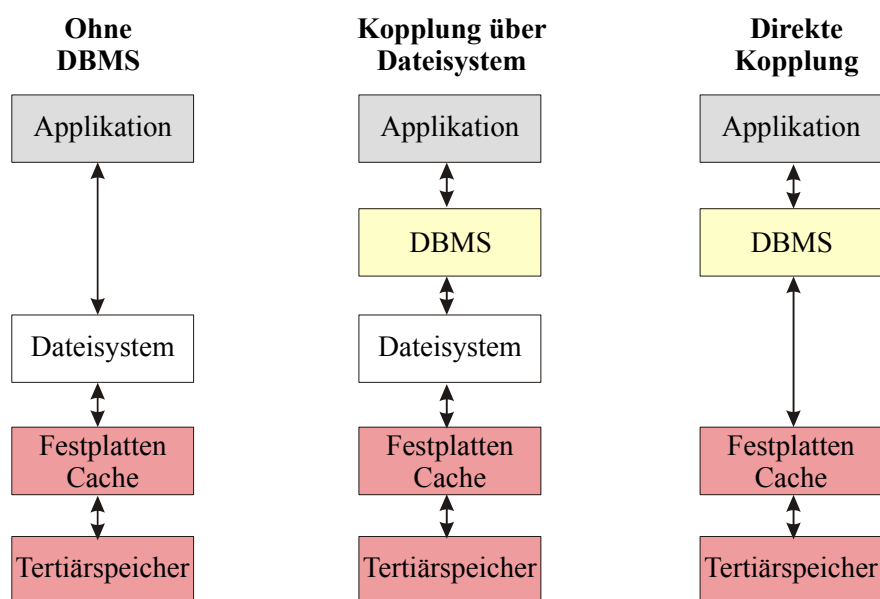 Ohne
DBMS
Applikation
Dateisystem
Festplatten
Cache
Tertiärspeicher
Kopplung über
Dateisystem
Applikation
DBMS
Dateisystem
Festplatten
Cache
Tertiärspeicher
Direkte
Kopplung
Applikation
DBMS
Festplatten
Cache
Tertiärspeicher